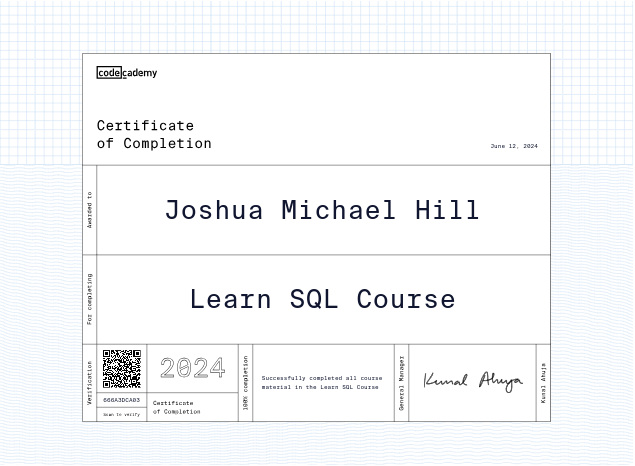 codecademy
Certificate
of Completion
June 12, 2024
Awarded to
Joshua Michael Hill
For completing
Learn SQL Course
Verification
666A3DCA03
Scan to verify
2024
Certificate
of Completion
100% completion
Successfully completed all course
material in the Learn SQL Course
General Manager
Kunal Ahuja
Kunal Ahuja